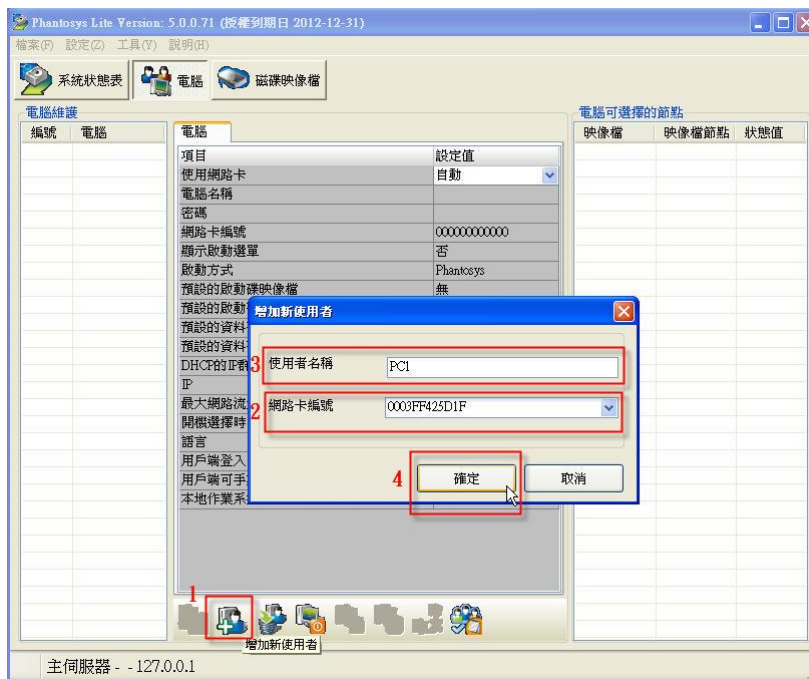 Phantosys Lite Version: 5.0.0.71 (授權到期日 2012-12-31)
檔案(F) 設定(Z) 工具(Y) 說明(H)
系統狀態表 電腦 磁碟映像檔
電腦維護
編號 電腦
電腦
項目 設定值
使用網路卡 自動
電腦名稱
密碼
網路卡編號 000000000000
顯示啟動選單 否
啟動方式 Phantosys
預設的啟動碟映像檔 無
預設的啟動
預設的資料
預設的資料
DHCP的IP群
IP
最大網路流
開機選擇時
語言
用戶端登入
用戶端可手
本地作業系
電腦可選擇的節點
映像檔 映像檔節點 狀態值
增加新使用者
3 使用者名稱 PC1
2 網路卡編號 0003FF425D1F
4 確定 取消
1
增加新使用者
主伺服器 - - 127.0.0.1